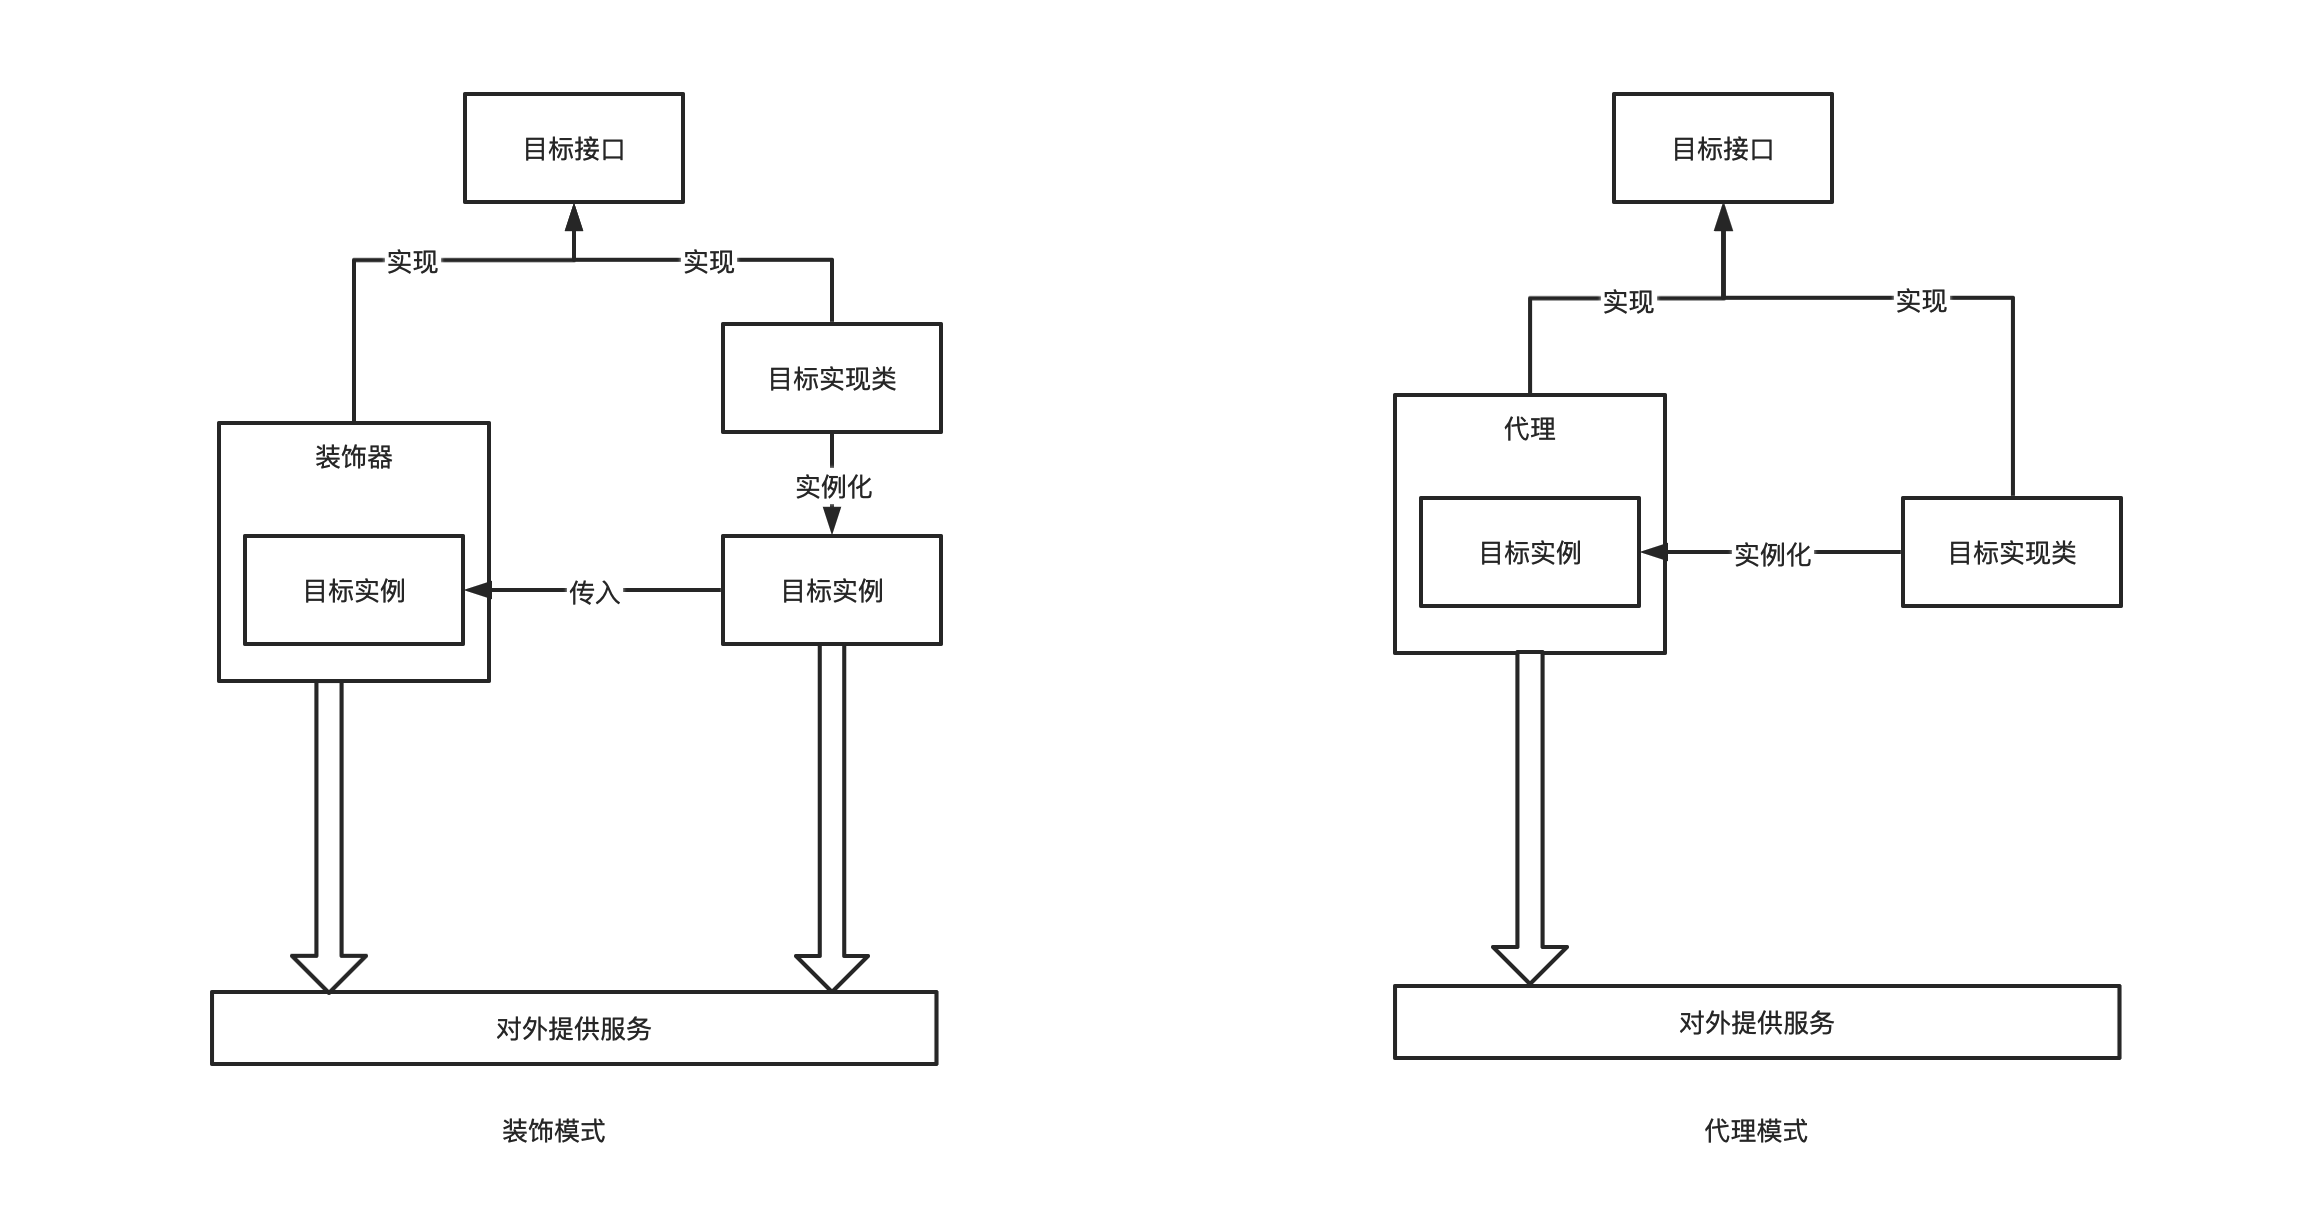 目标接口
实现
实现
目标实现类
装饰器
实例化
目标实例
传入
目标实例
对外提供服务
装饰模式
目标接口
实现
实现
代理
目标实例
实例化
目标实现类
对外提供服务
代理模式